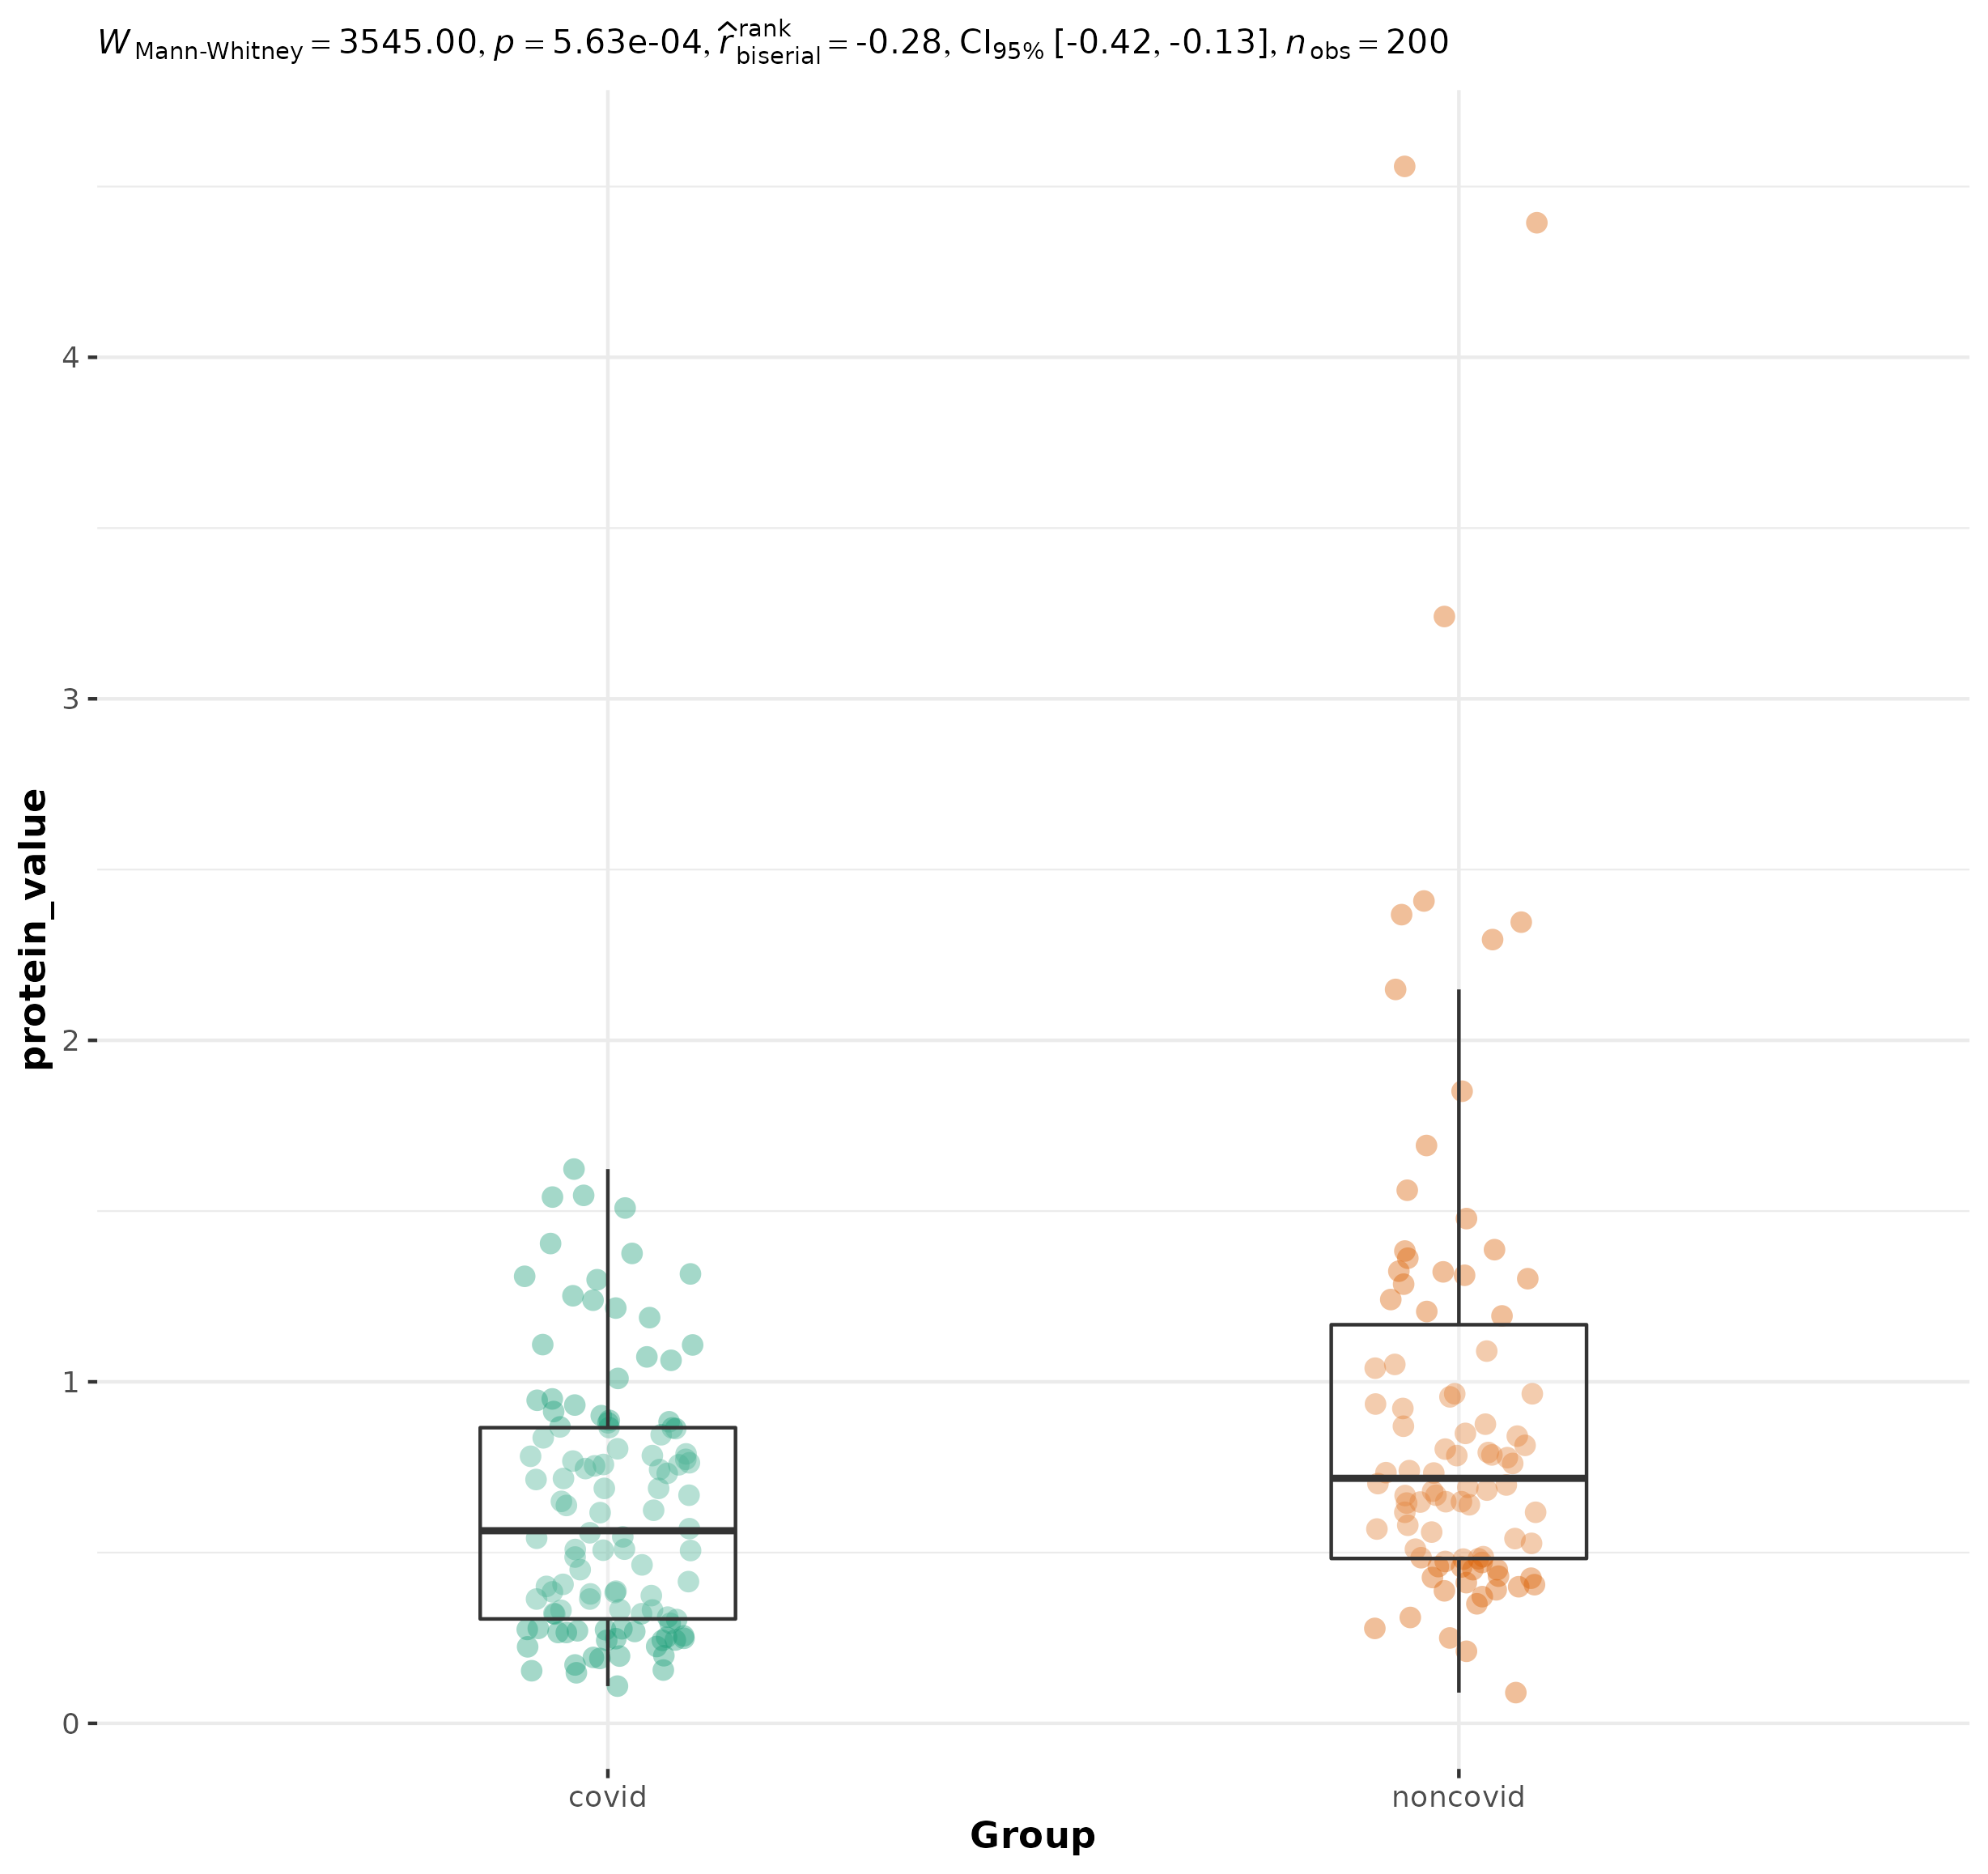 W Mann-Whitney = 3545.00, p = 5.63e-04, r̂ rank biserial = -0.28, CI95% [-0.42, -0.13], n obs = 200
protein_value
4
3
2
1
0
covid noncovid
Group